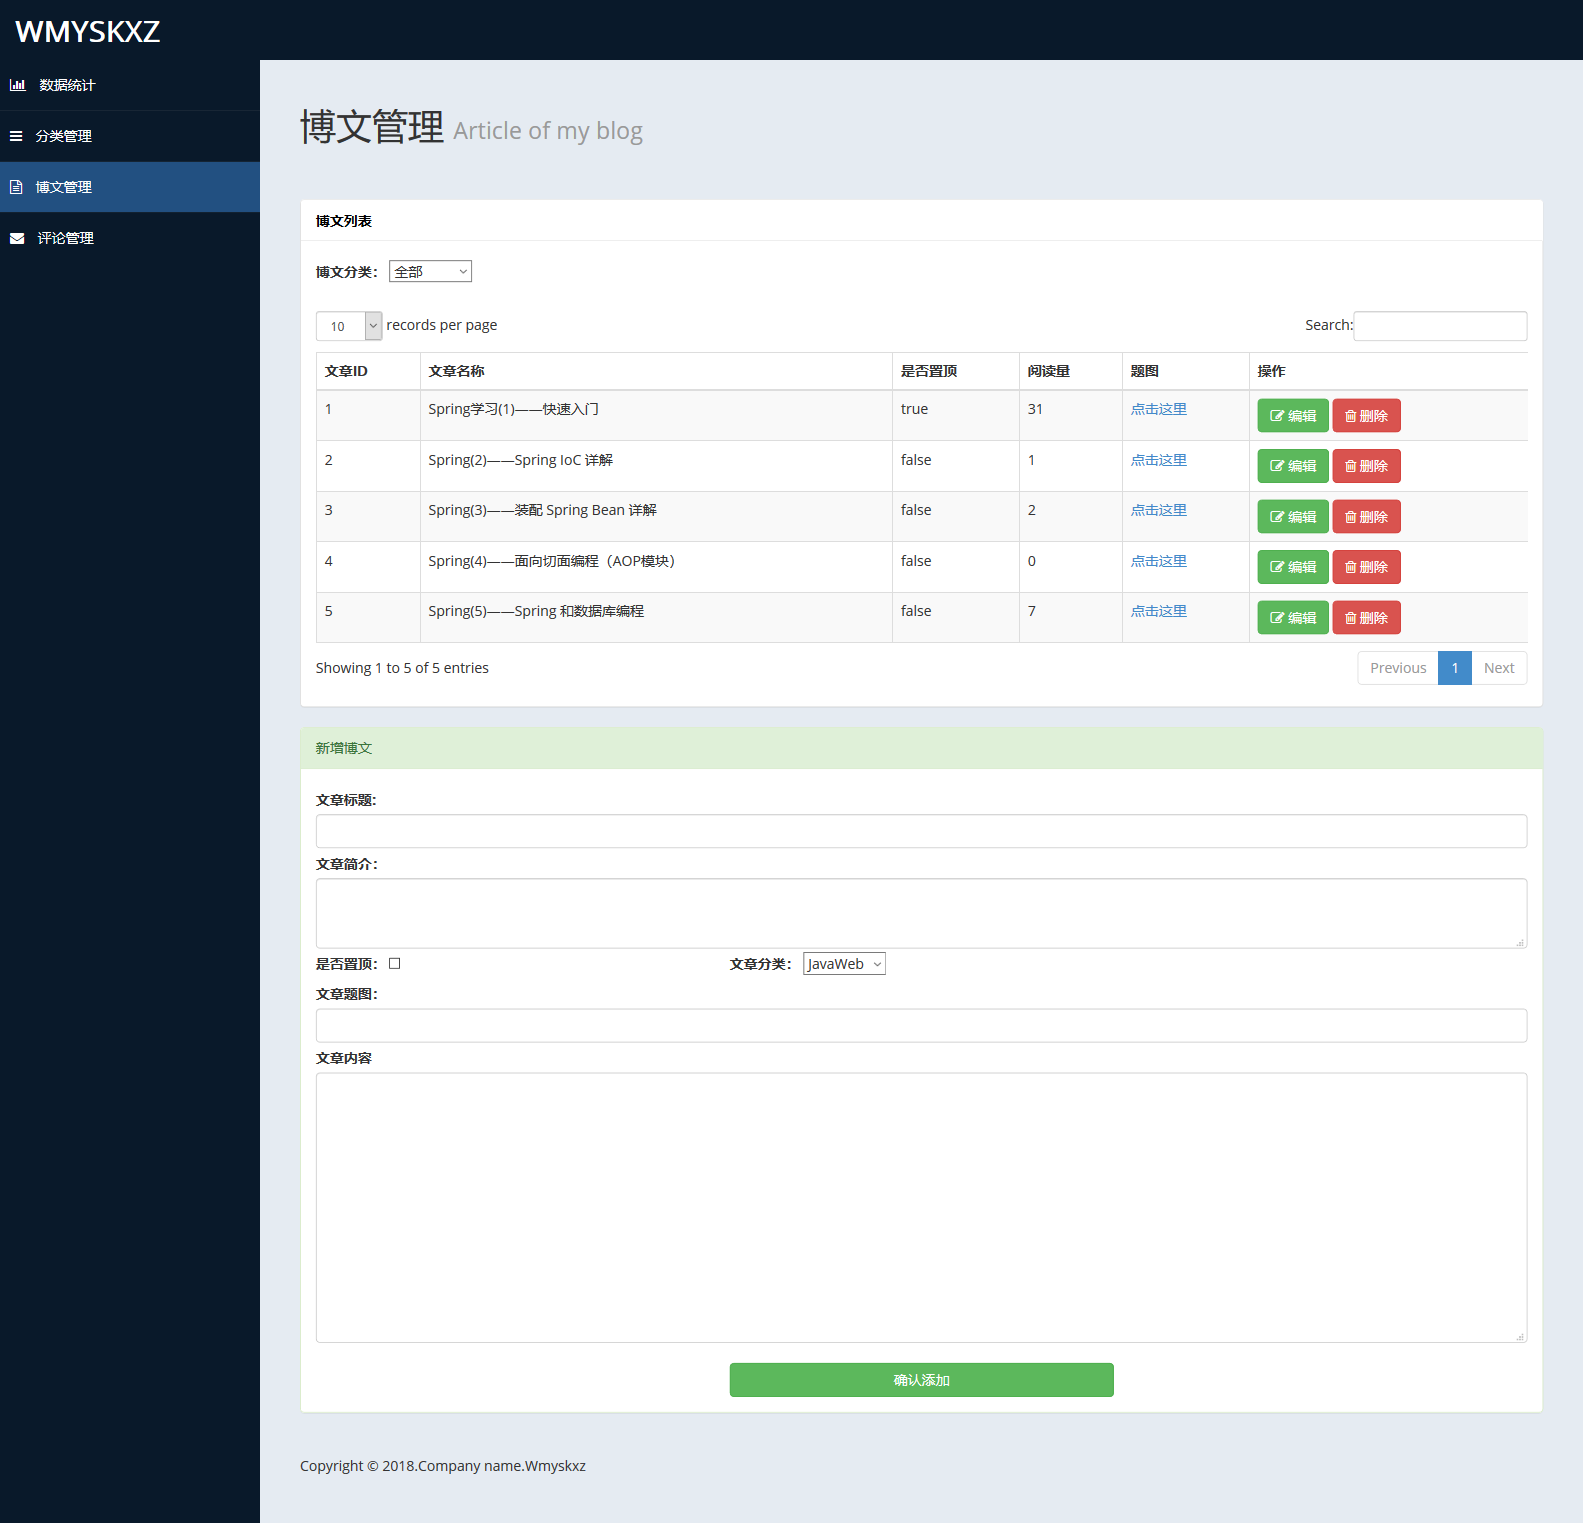 WMYSKXZ
数据统计
分类管理
博文管理
评论管理
博文管理 Article of my blog
博文列表
博文分类： 全部
10 records per page Search:
文章ID 文章名称 是否置顶 阅读量 题图 操作
1 Spring学习(1)——快速入门 true 31 点击这里 编辑 删除
2 Spring(2)——Spring IoC 详解 false 1 点击这里 编辑 删除
3 Spring(3)——装配 Spring Bean 详解 false 2 点击这里 编辑 删除
4 Spring(4)——面向切面编程（AOP模块） false 0 点击这里 编辑 删除
5 Spring(5)——Spring 和数据库编程 false 7 点击这里 编辑 删除
Showing 1 to 5 of 5 entries Previous 1 Next
新增博文
文章标题:
文章简介：
是否置顶： 文章分类： JavaWeb
文章题图：
文章内容
确认添加
Copyright © 2018.Company name.Wmyskxz